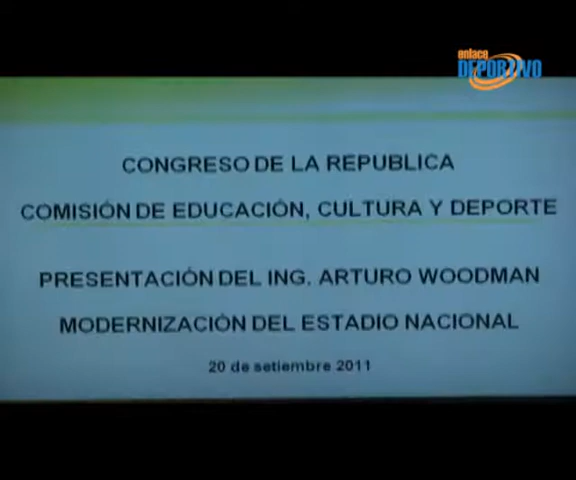 enlace
DEPORTIVO
CONGRESO DE LA REPUBLICA
COMISIÓN DE EDUCACIÓN, CULTURA Y DEPORTE
PRESENTACIÓN DEL ING. ARTURO WOODMAN
MODERNIZACIÓN DEL ESTADIO NACIONAL
20 de setiembre 2011